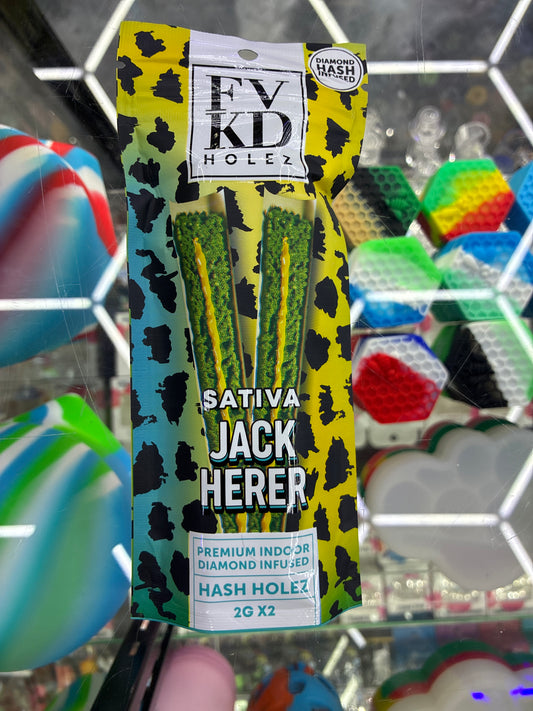 DIAMOND
HASH
INFUSED
FV
KD
HOLEZ
SATIVA
JACK
HERER
PREMIUM INDOOR
DIAMOND INFUSED
HASH HOLEZ
2G X2